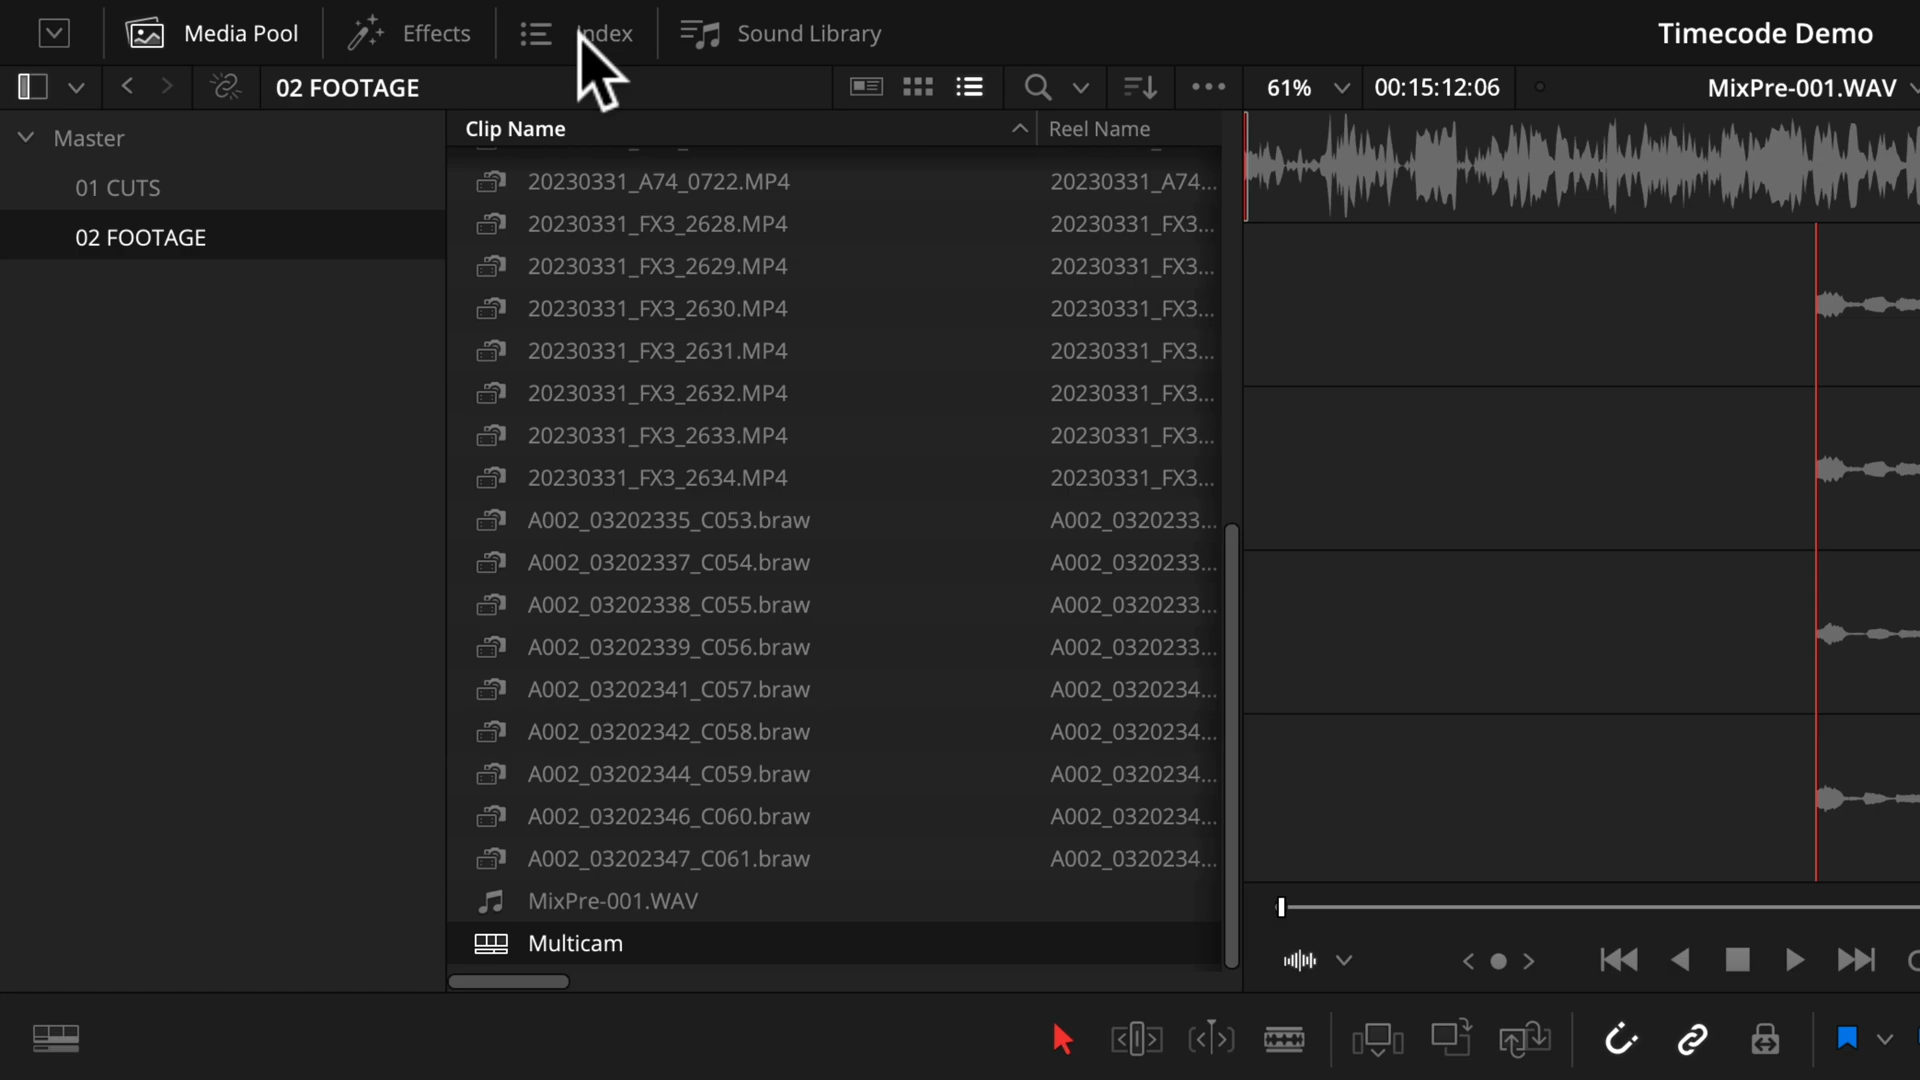 Media Pool Effects Index Sound Library Timecode Demo
02 FOOTAGE 61% 00:15:12:06 MixPre-001.WAV
Master
01 CUTS
02 FOOTAGE
Clip Name Reel Name
20230331_A74_0722.MP4 20230331_A74...
20230331_FX3_2628.MP4 20230331_FX3...
20230331_FX3_2629.MP4 20230331_FX3...
20230331_FX3_2630.MP4 20230331_FX3...
20230331_FX3_2631.MP4 20230331_FX3...
20230331_FX3_2632.MP4 20230331_FX3...
20230331_FX3_2633.MP4 20230331_FX3...
20230331_FX3_2634.MP4 20230331_FX3...
A002_03202335_C053.braw A002_0320233...
A002_03202337_C054.braw A002_0320233...
A002_03202338_C055.braw A002_0320233...
A002_03202339_C056.braw A002_0320233...
A002_03202341_C057.braw A002_0320234...
A002_03202342_C058.braw A002_0320234...
A002_03202344_C059.braw A002_0320234...
A002_03202346_C060.braw A002_0320234...
A002_03202347_C061.braw A002_0320234...
MixPre-001.WAV
Multicam